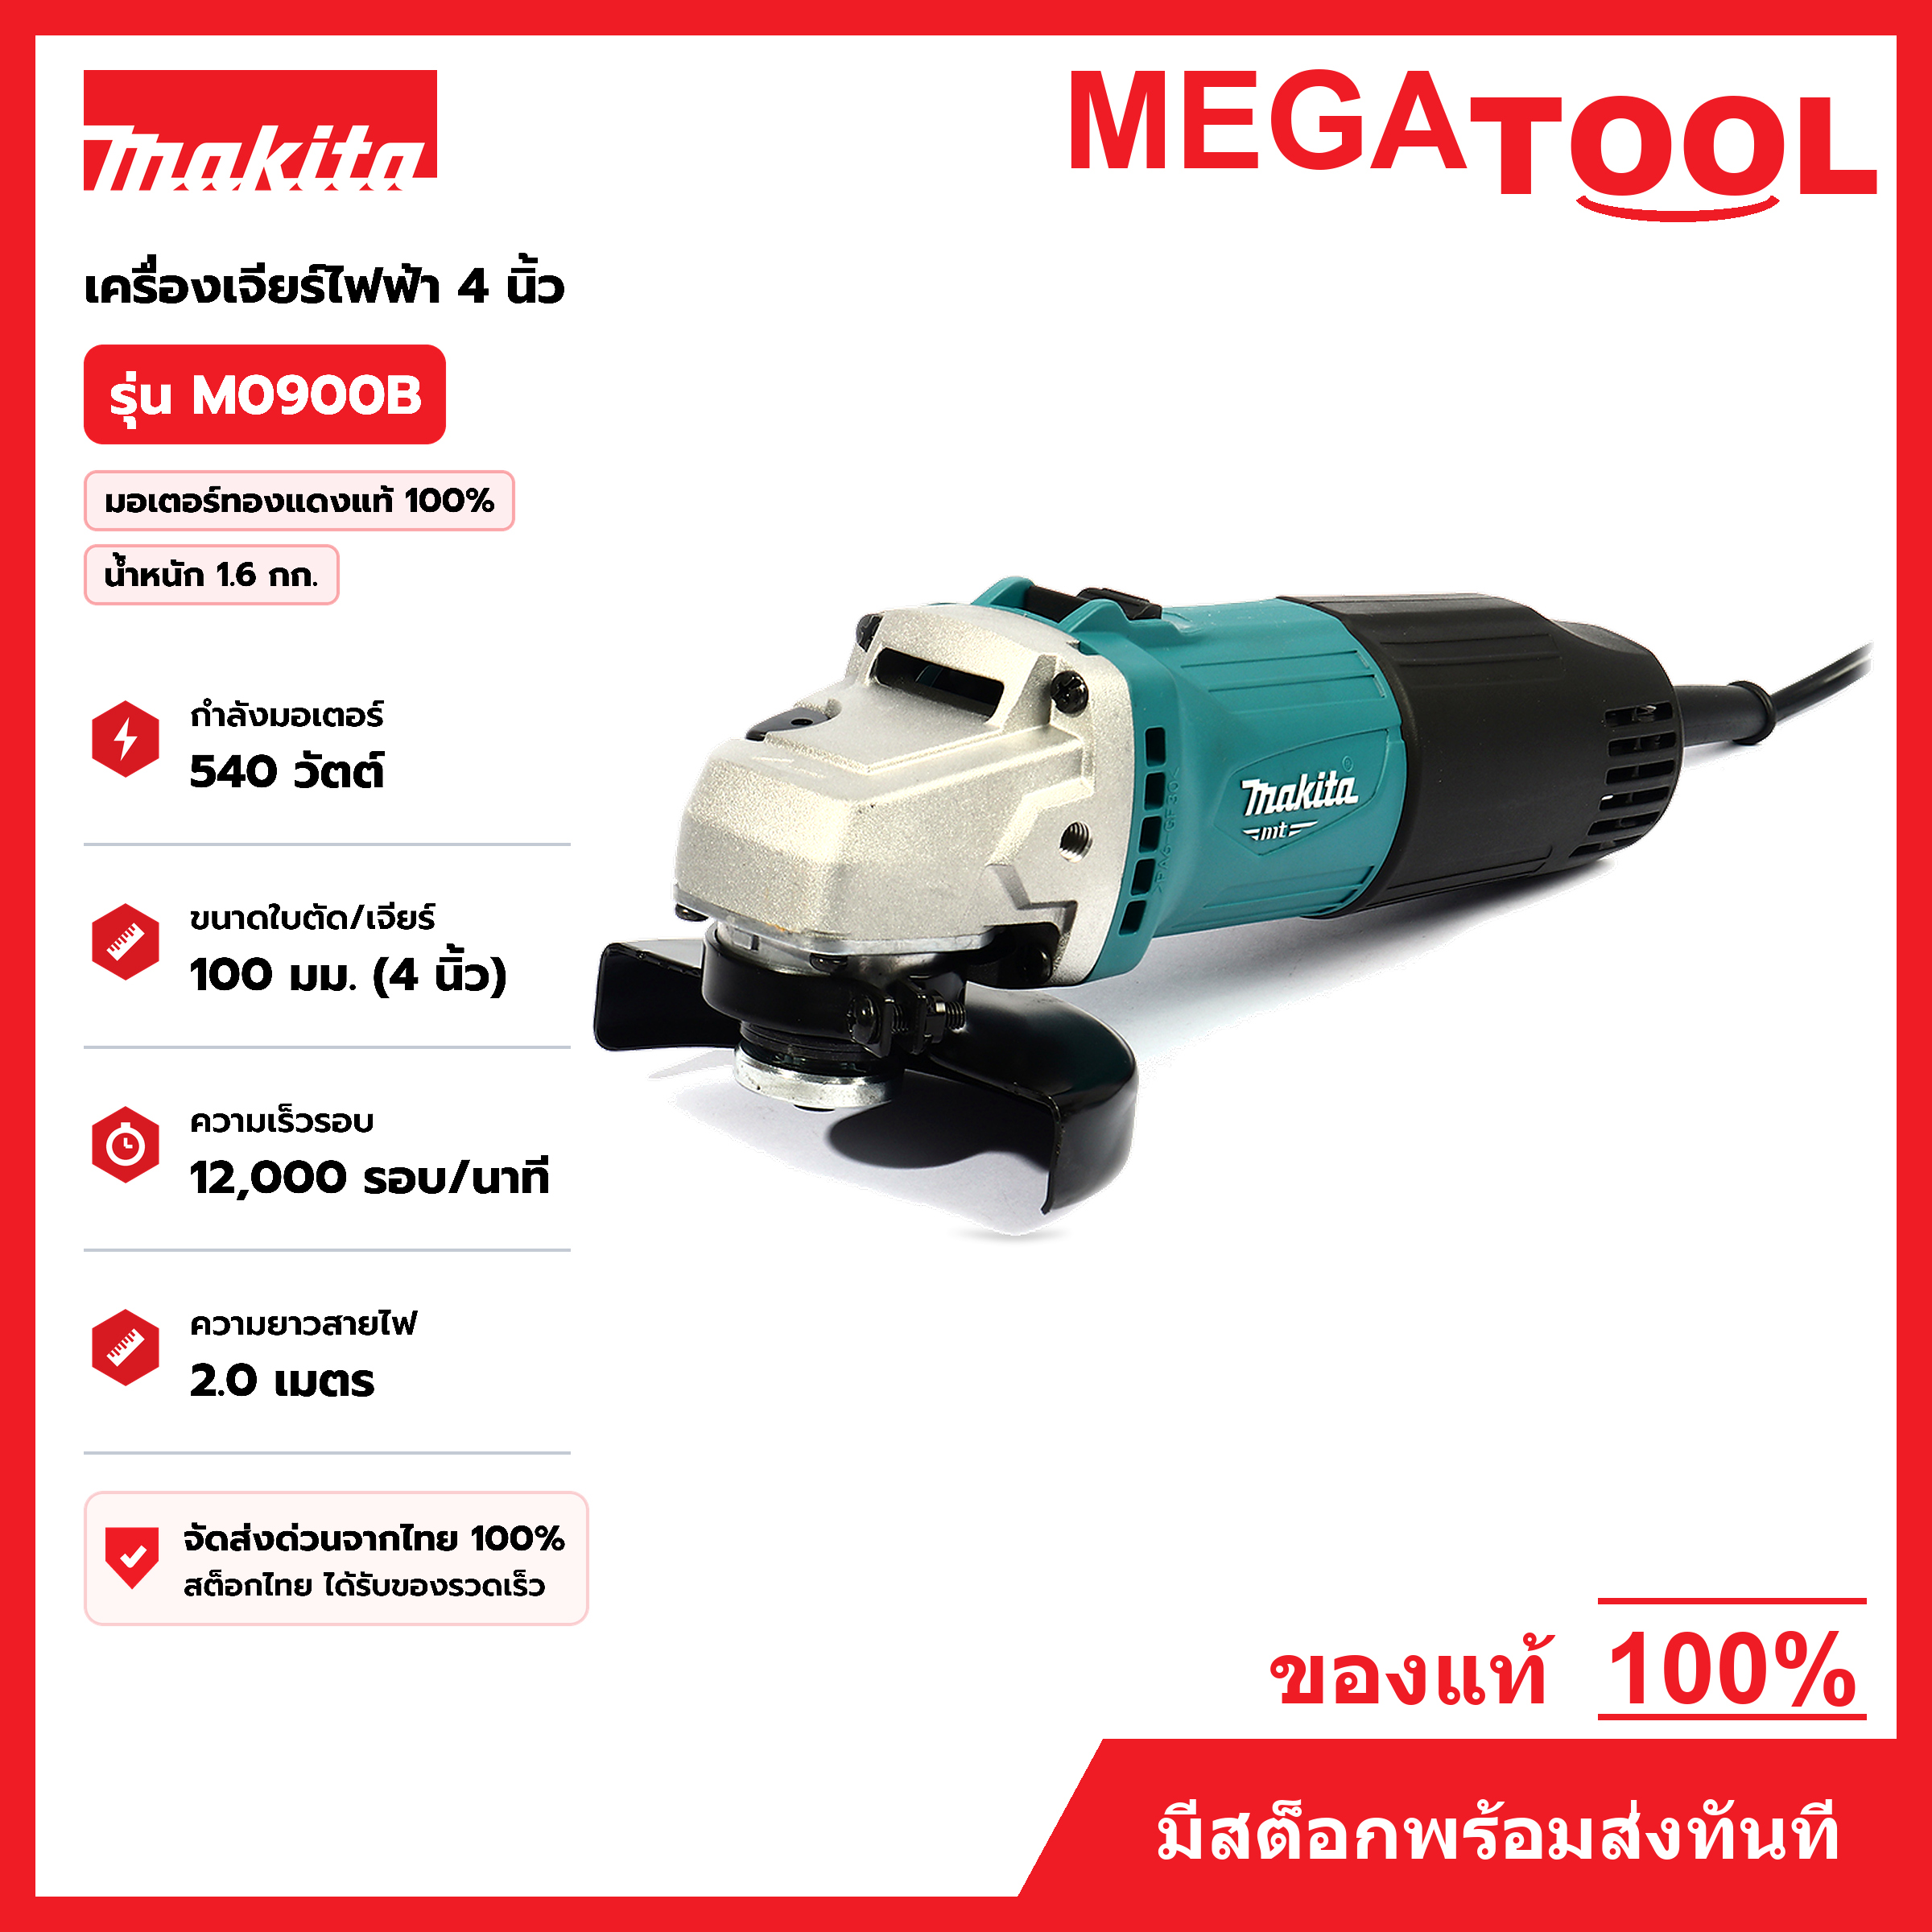 makita
MEGATOOL
เครื่องเจียร์ไฟฟ้า 4 นิ้ว
รุ่น M0900B
มอเตอร์ทองแดงแท้ 100%
น้ำหนัก 1.6 กก.
กำลังมอเตอร์
540 วัตต์
ขนาดใบตัด/เจียร์
100 มม. (4 นิ้ว)
ความเร็วรอบ
12,000 รอบ/นาที
ความยาวสายไฟ
2.0 เมตร
จัดส่งด่วนจากไทย 100%
สต็อกไทย ได้รับของรวดเร็ว
makita
mt
>PA6-GF30<
ของแท้ 100%
มีสต็อกพร้อมส่งทันที